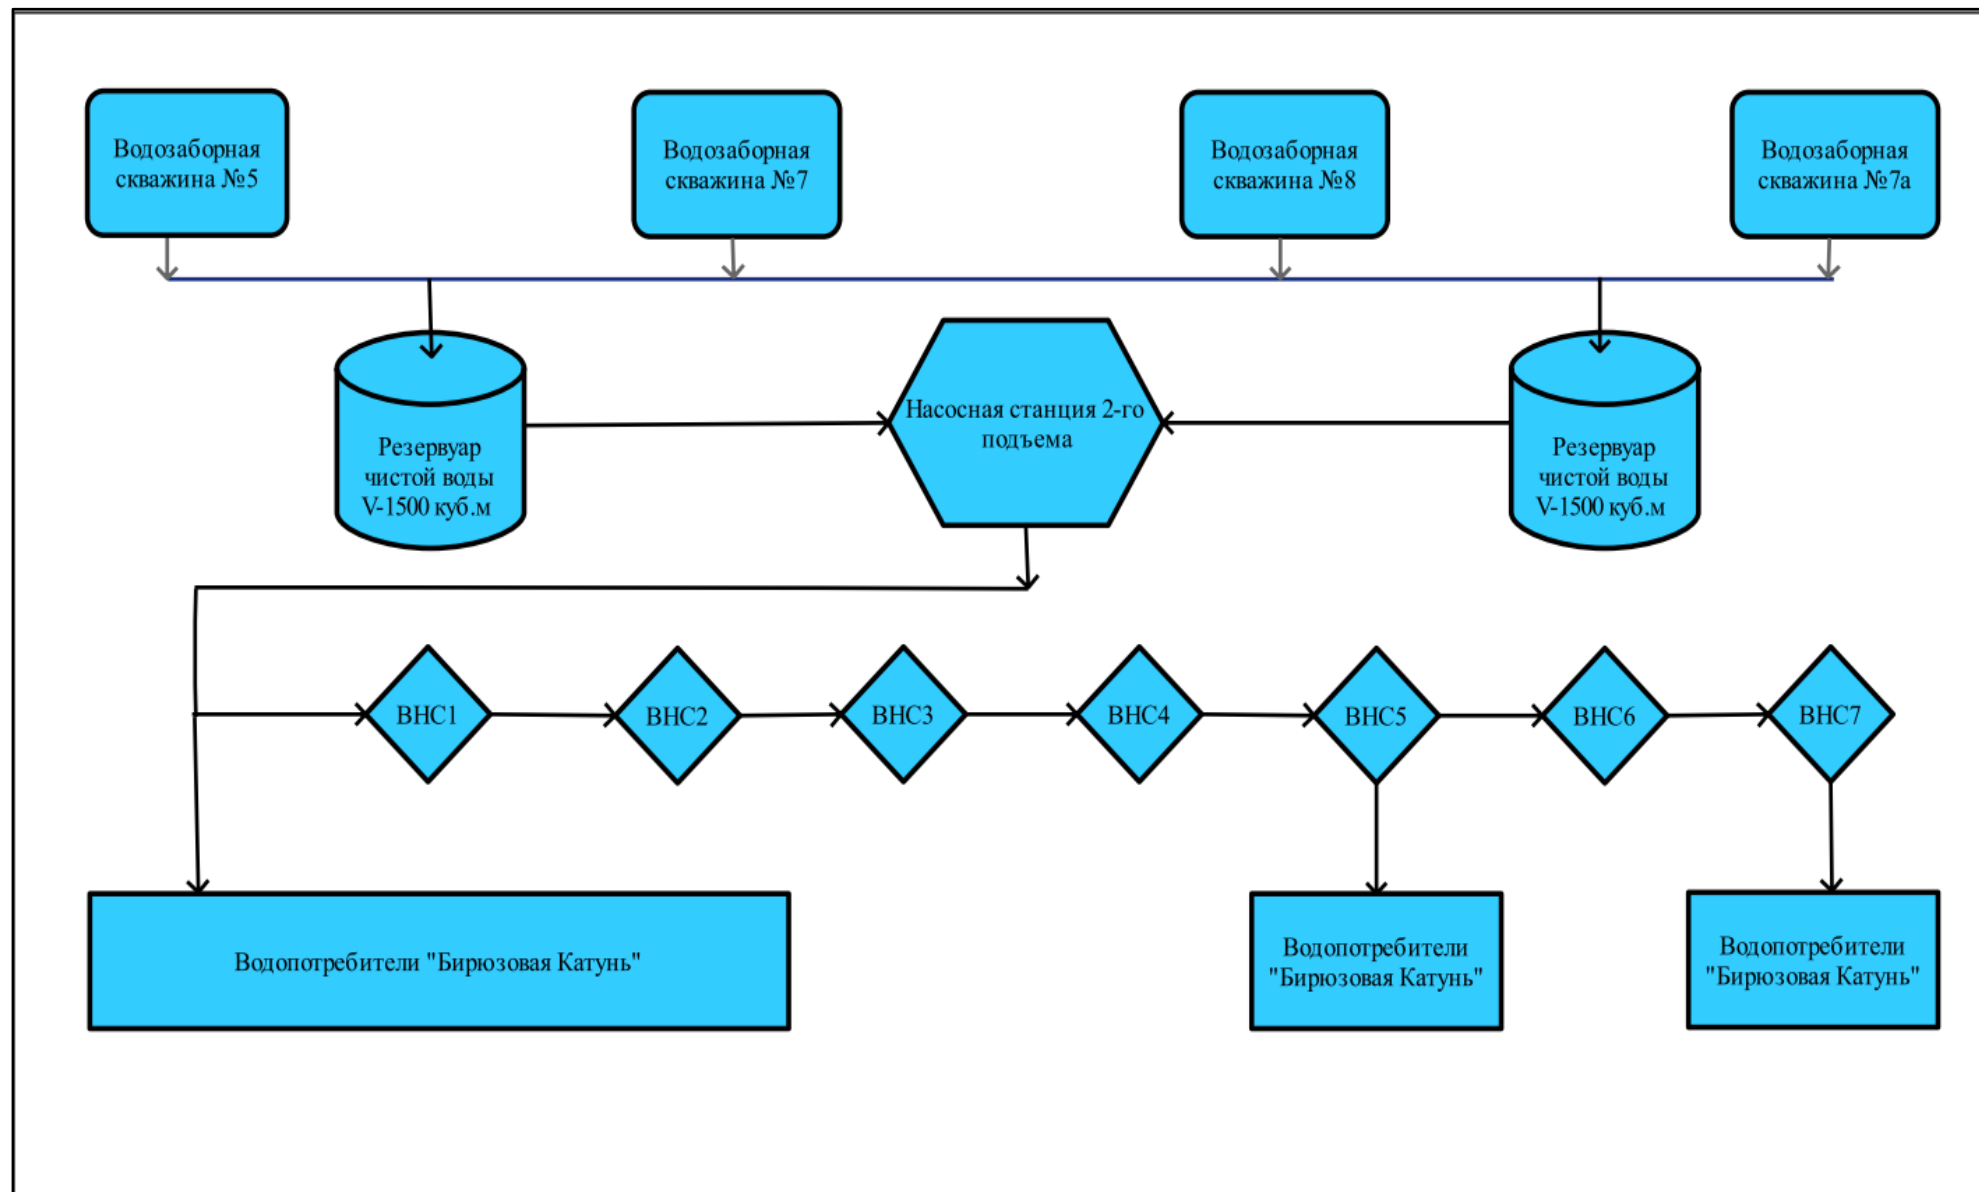 Водозаборная
скважина №5
Водозаборная
скважина №7
Водозаборная
скважина №8
Водозаборная
скважина №7а
Резервуар
чистой воды
V-1500 куб.м
Насосная станция 2-го
подъема
Резервуар
чистой воды
V-1500 куб.м
ВНС1
ВНС2
ВНС3
ВНС4
ВНС5
ВНС6
ВНС7
Водопотребители "Бирюзовая Катунь"
Водопотребители
"Бирюзовая Катунь"
Водопотребители
"Бирюзовая Катунь"